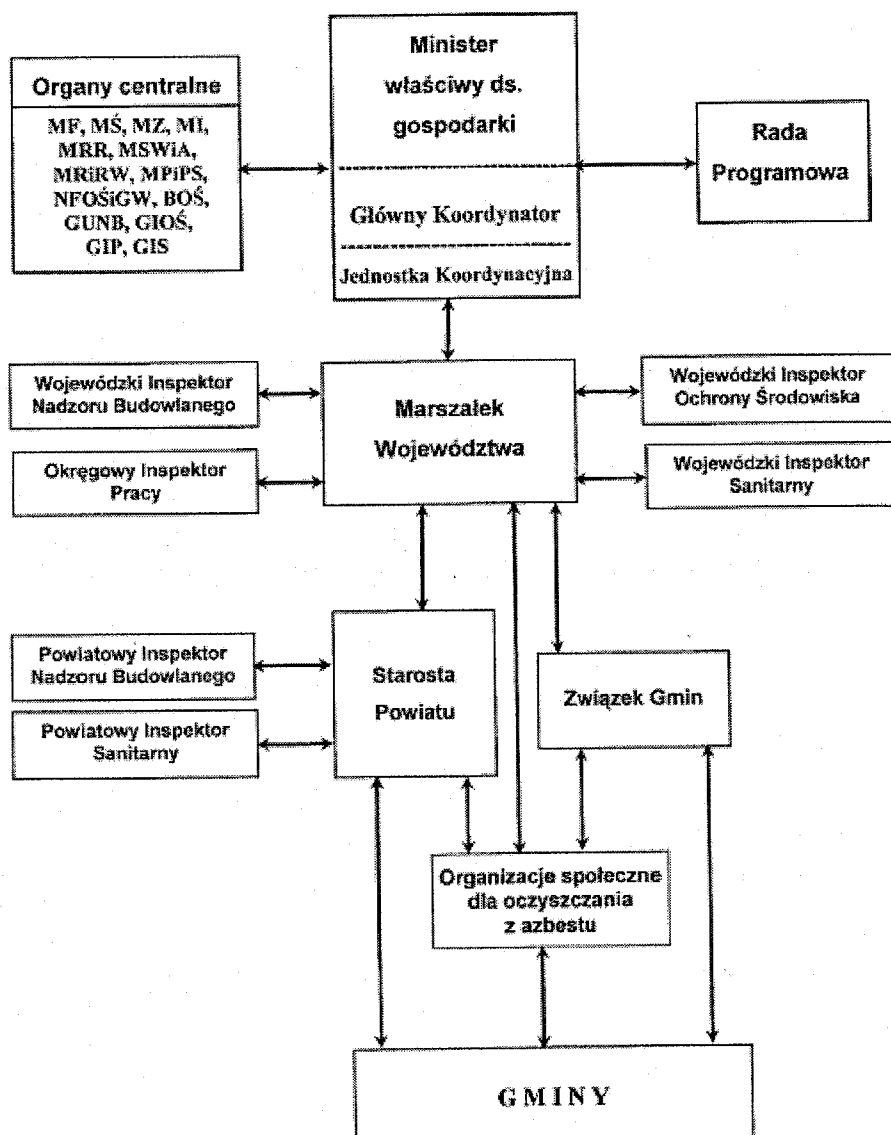 Organy centralne
MF, MŚ, MZ, MI,
MRR, MSWiA,
MRiRW, MPiPS,
NFOŚiGW, BOŚ,
GUNB, GIOŚ,
GIP, GIS
Minister
właściwy ds.
gospodarki
Główny Koordynator
Jednostka Koordynacyjna
Rada
Programowa
Wojewódzki Inspektor
Nadzoru Budowlanego
Okręgowy Inspektor
Pracy
Marszałek
Województwa
Wojewódzki Inspektor
Ochrony Środowiska
Wojewódzki Inspektor
Sanitarny
Powiatowy Inspektor
Nadzoru Budowlanego
Powiatowy Inspektor
Sanitarny
Starosta
Powiatu
Związek Gmin
Organizacje społeczne
dla oczyszczania
z azbestu
GMINY